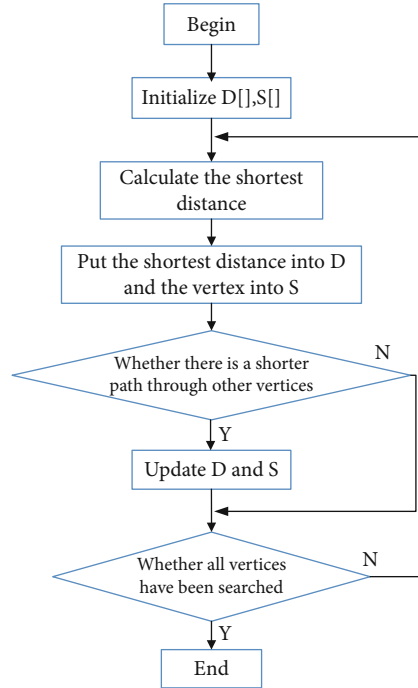 Begin
Initialize D[],S[]
Calculate the shortest
distance
Put the shortest distance into D
and the vertex into S
Whether there is a shorter
path through other vertices
N
Y
Update D and S
Whether all vertices
have been searched
N
Y
End